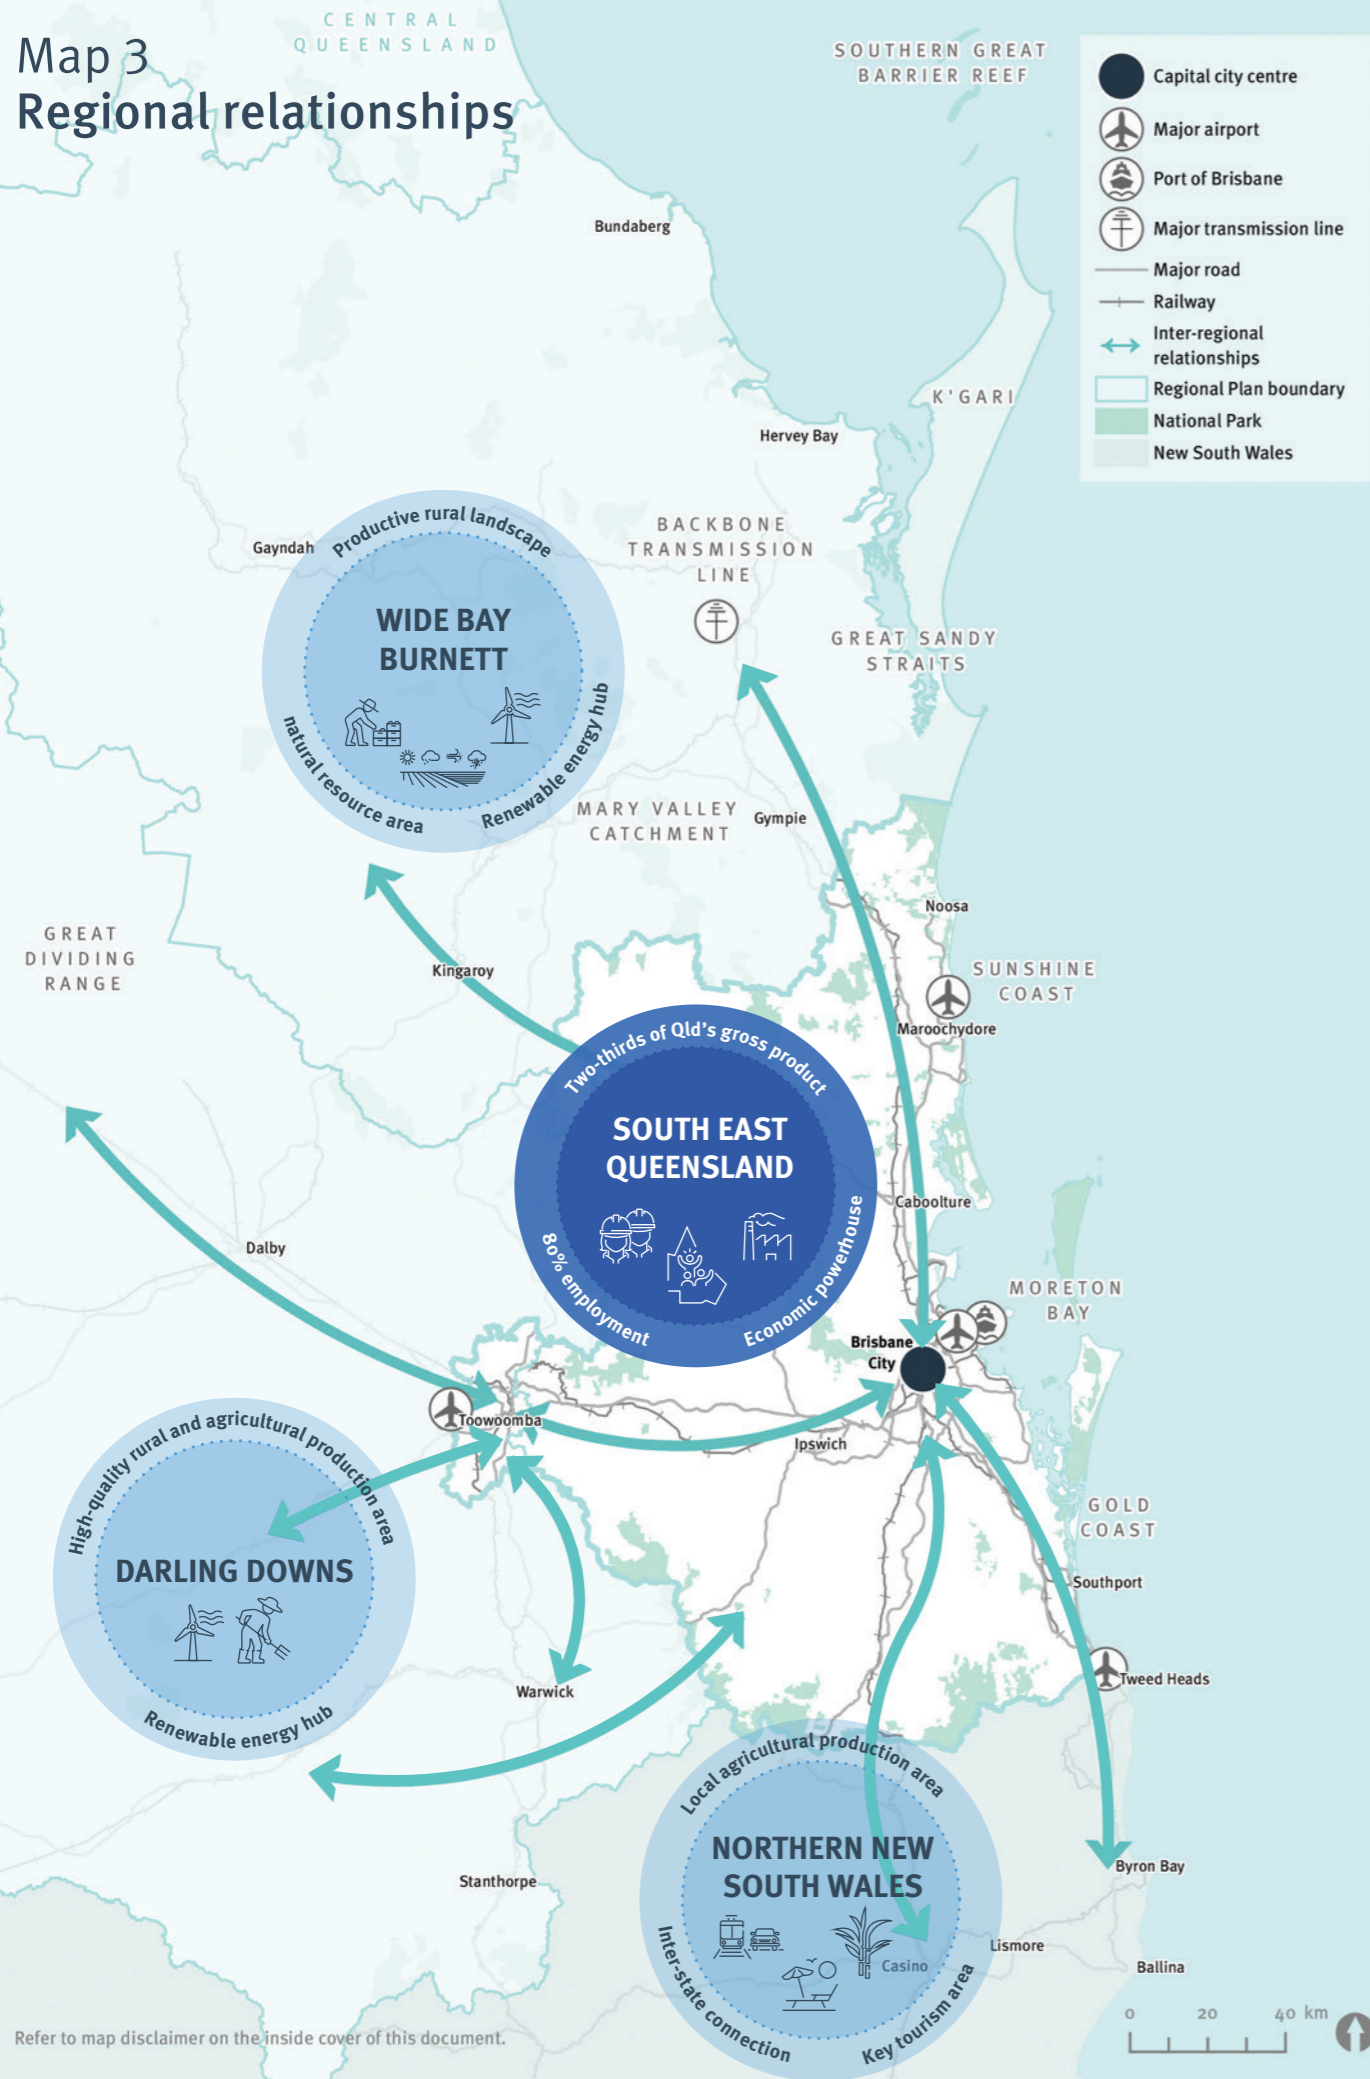 Map 3
Regional relationships
CENTRAL
QUEENSLAND
SOUTHERN GREAT
BARRIER REEF
Capital city centre
Major airport
Port of Brisbane
Major transmission line
Major road
Railway
Inter-regional
relationships
Regional Plan boundary
National Park
New South Wales
Bundaberg
K'GARI
Hervey Bay
BACKBONE
TRANSMISSION
LINE
Gayndah
Productive rural landscape
WIDE BAY
BURNETT
natural resource area
Renewable energy hub
GREAT SANDY
STRAITS
MARY VALLEY
CATCHMENT
Gympie
Noosa
GREAT
DIVIDING
RANGE
Kingaroy
SUNSHINE
COAST
Maroochydore
Two-thirds of Qld's gross product
SOUTH EAST
QUEENSLAND
80% employment
Economic powerhouse
Caboolture
Dalby
MORETON
BAY
Brisbane
City
Toowoomba
Ipswich
High-quality rural and agricultural production area
DARLING DOWNS
Renewable energy hub
GOLD
COAST
Southport
Tweed Heads
Warwick
Local agricultural production area
NORTHERN NEW
SOUTH WALES
Inter-state connection
Key tourism area
Byron Bay
Stanthorpe
Lismore
Casino
Ballina
0 20 40 km
Refer to map disclaimer on the inside cover of this document.